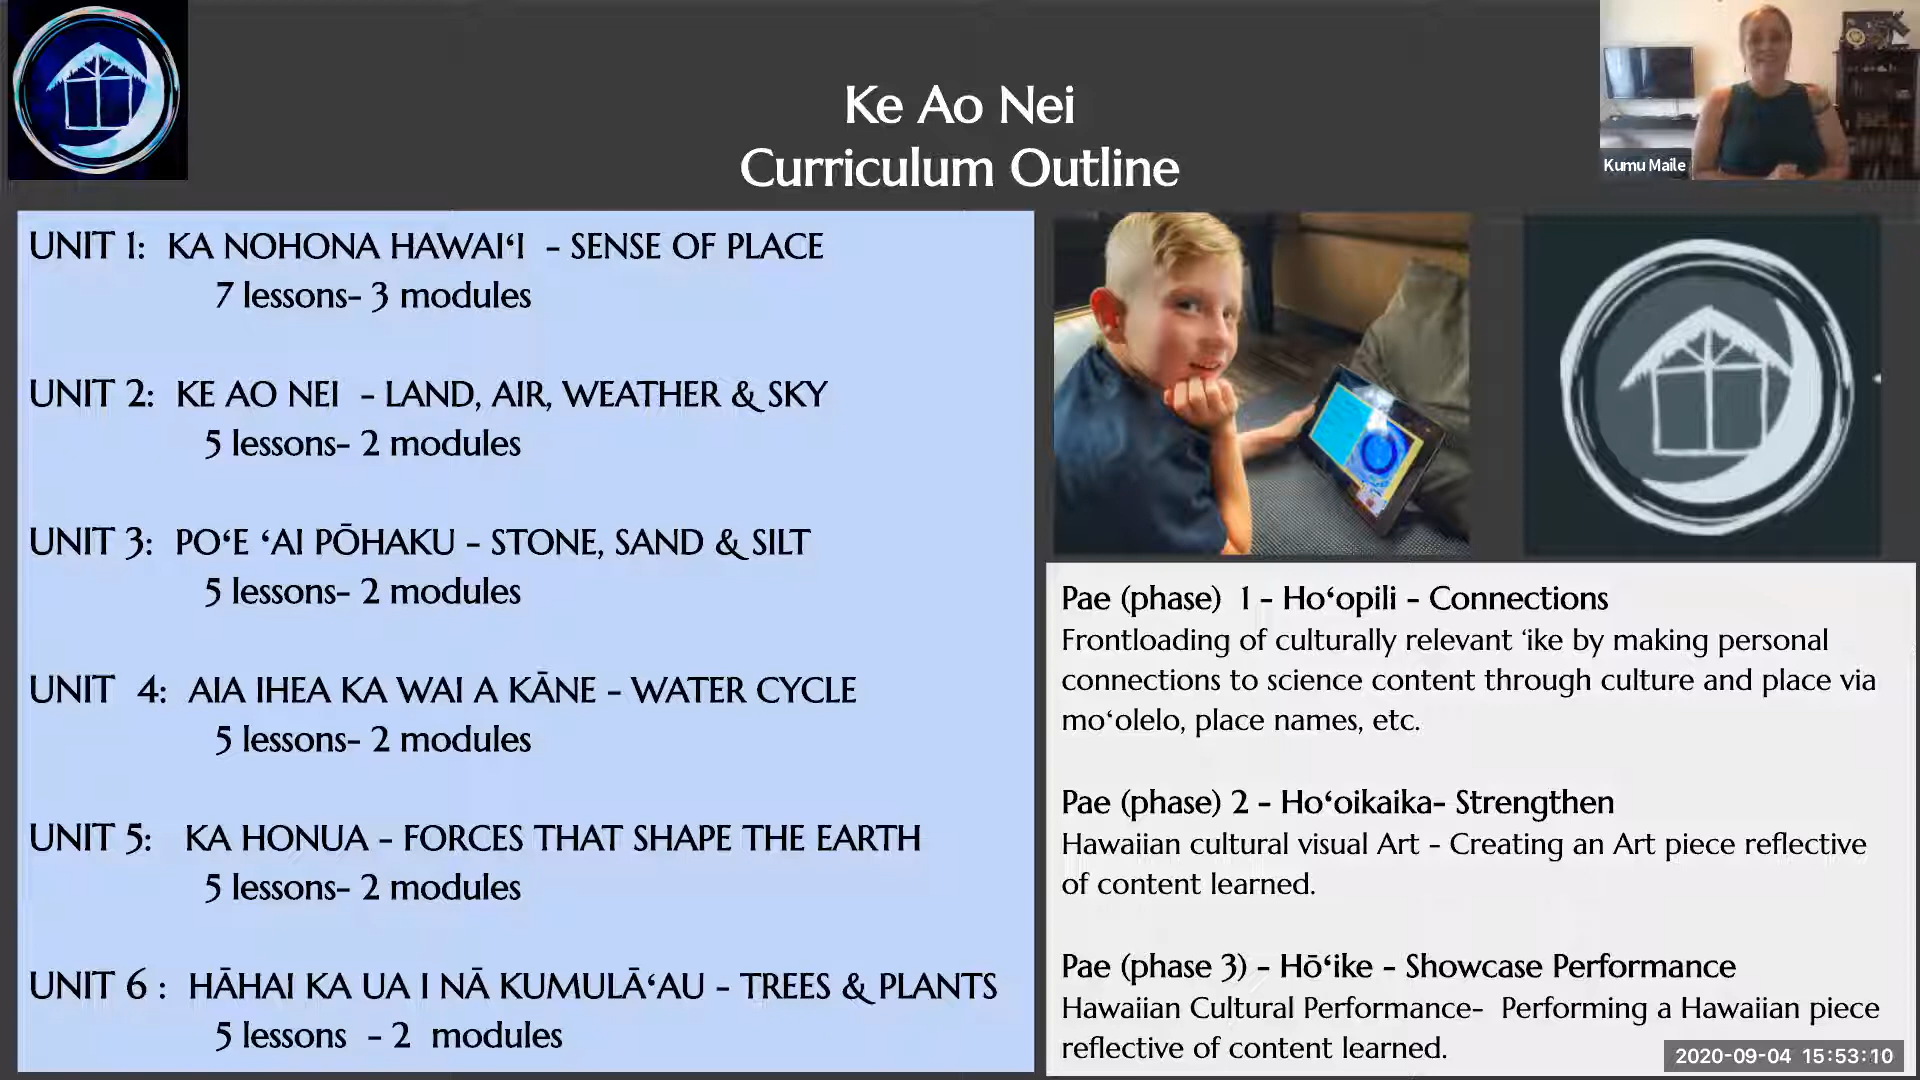 Ke Ao Nei
Curriculum Outline
Kumu Maile
UNIT 1: KA NOHONA HAWAIʻI - SENSE OF PLACE
7 lessons- 3 modules
UNIT 2: KE AO NEI - LAND, AIR, WEATHER & SKY
5 lessons- 2 modules
UNIT 3: POʻE ʻAI PŌHAKU - STONE, SAND & SILT
5 lessons- 2 modules
UNIT 4: AIA IHEA KA WAI A KĀNE - WATER CYCLE
5 lessons- 2 modules
UNIT 5: KA HONUA - FORCES THAT SHAPE THE EARTH
5 lessons- 2 modules
UNIT 6 : HĀHAI KA UA I NĀ KUMULĀʻAU - TREES & PLANTS
5 lessons - 2 modules
Pae (phase) 1 - Hoʻopili - Connections
Frontloading of culturally relevant ‘ike by making personal
connections to science content through culture and place via
moʻolelo, place names, etc.
Pae (phase) 2 - Hoʻoikaika- Strengthen
Hawaiian cultural visual Art - Creating an Art piece reflective
of content learned.
Pae (phase 3) - Hōʻike - Showcase Performance
Hawaiian Cultural Performance- Performing a Hawaiian piece
reflective of content learned.
2020-09-04 15:53:10